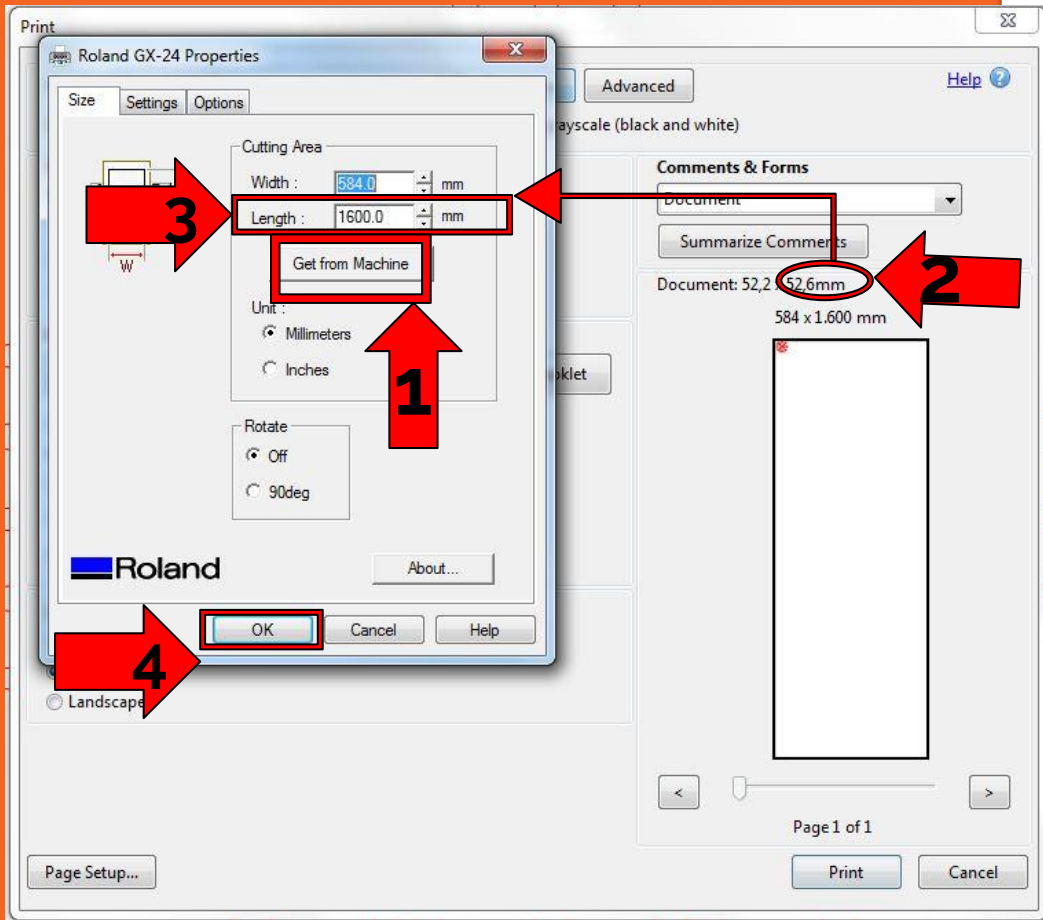 Print
Roland GX-24 Properties
Advanced
Help
Size Settings Options
ayscale (black and white)
Cutting Area
Width : 584.0 mm
Length : 1600.0 mm
Get from Machine
Unit :
Millimeters
Inches
Rotate
Off
90deg
W
Roland
About...
OK Cancel Help
3
1
2
4
Comments & Forms
Document
Summarize Comments
Document: 52,2 x 52,6mm
584 x 1.600 mm
oklet
Landscape
< >
Page 1 of 1
Page Setup...
Print Cancel